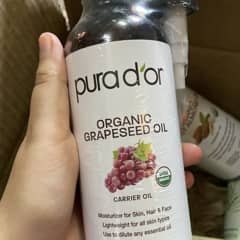 pura d'or
ORGANIC
GRAPESEED OIL
USDA
CARRIER OIL
Moisturizer for Skin, Hair & Face
Lightweight for all skin types
Use to dilute any essential oil